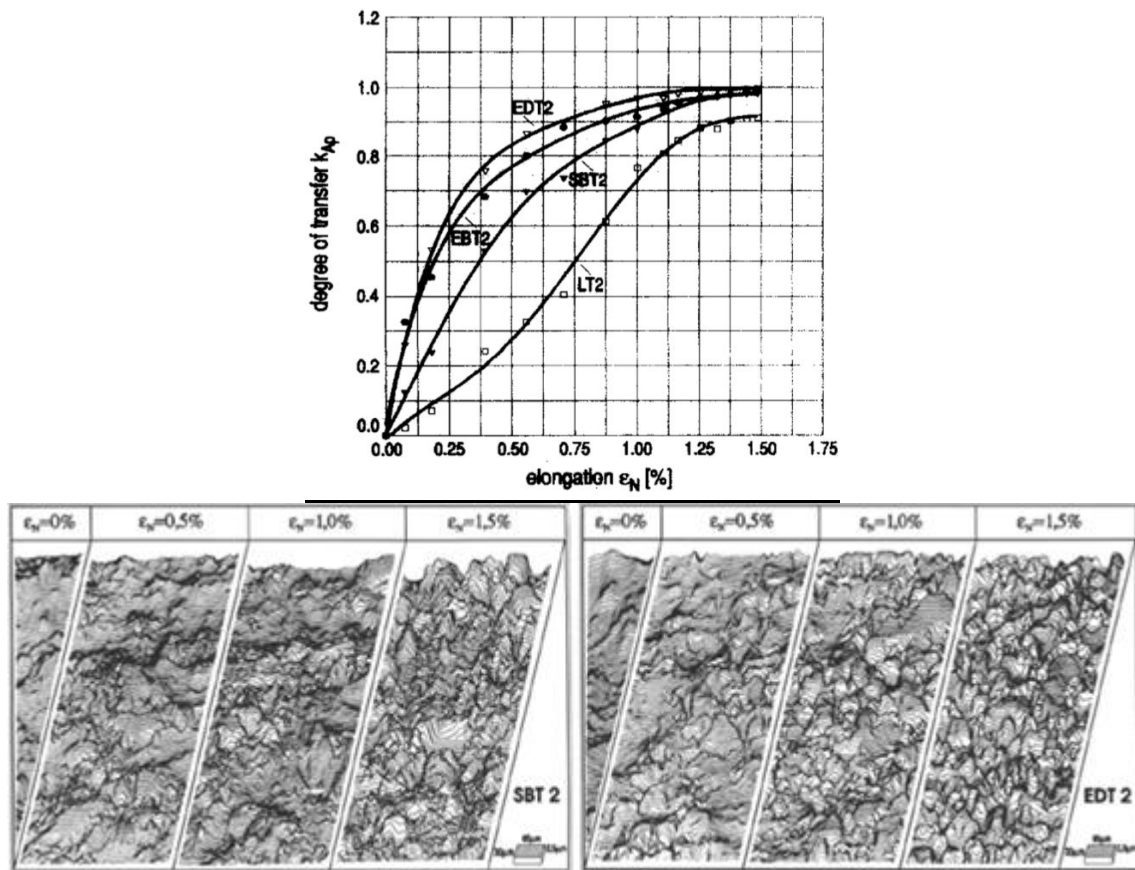 1.2
1.0
0.8
0.6
0.4
0.2
0.0
degree of transfer k_Ap
EDT2
EBT2
SBT2
LT2
0.00 0.25 0.50 0.75 1.00 1.25 1.50 1.75
elongation ε_N [%]
ε_N=0% ε_N=0,5% ε_N=1,0% ε_N=1,5%
SBT 2
ε_N=0% ε_N=0,5% ε_N=1,0% ε_N=1,5%
EDT 2